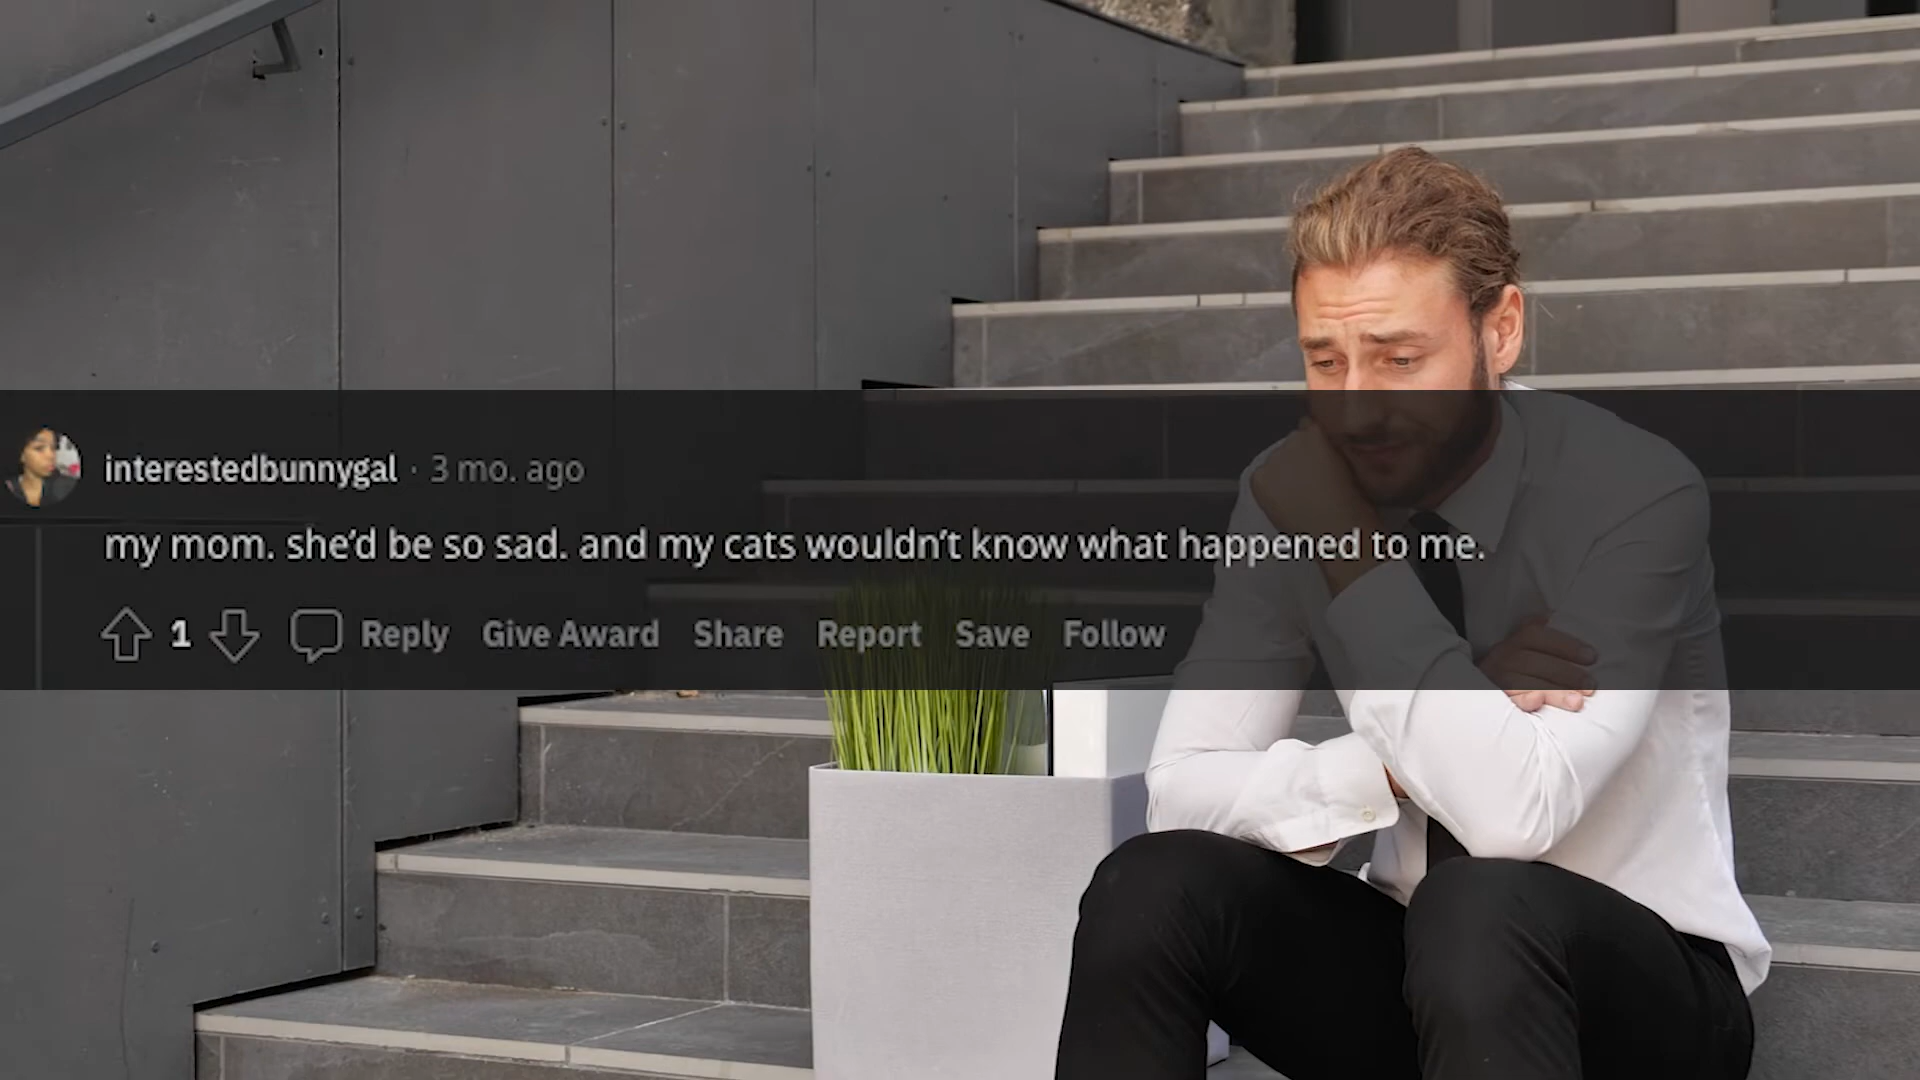 interestedbunnygal · 3 mo. ago
my mom. she'd be so sad. and my cats wouldn't know what happened to me.
1 Reply Give Award Share Report Save Follow